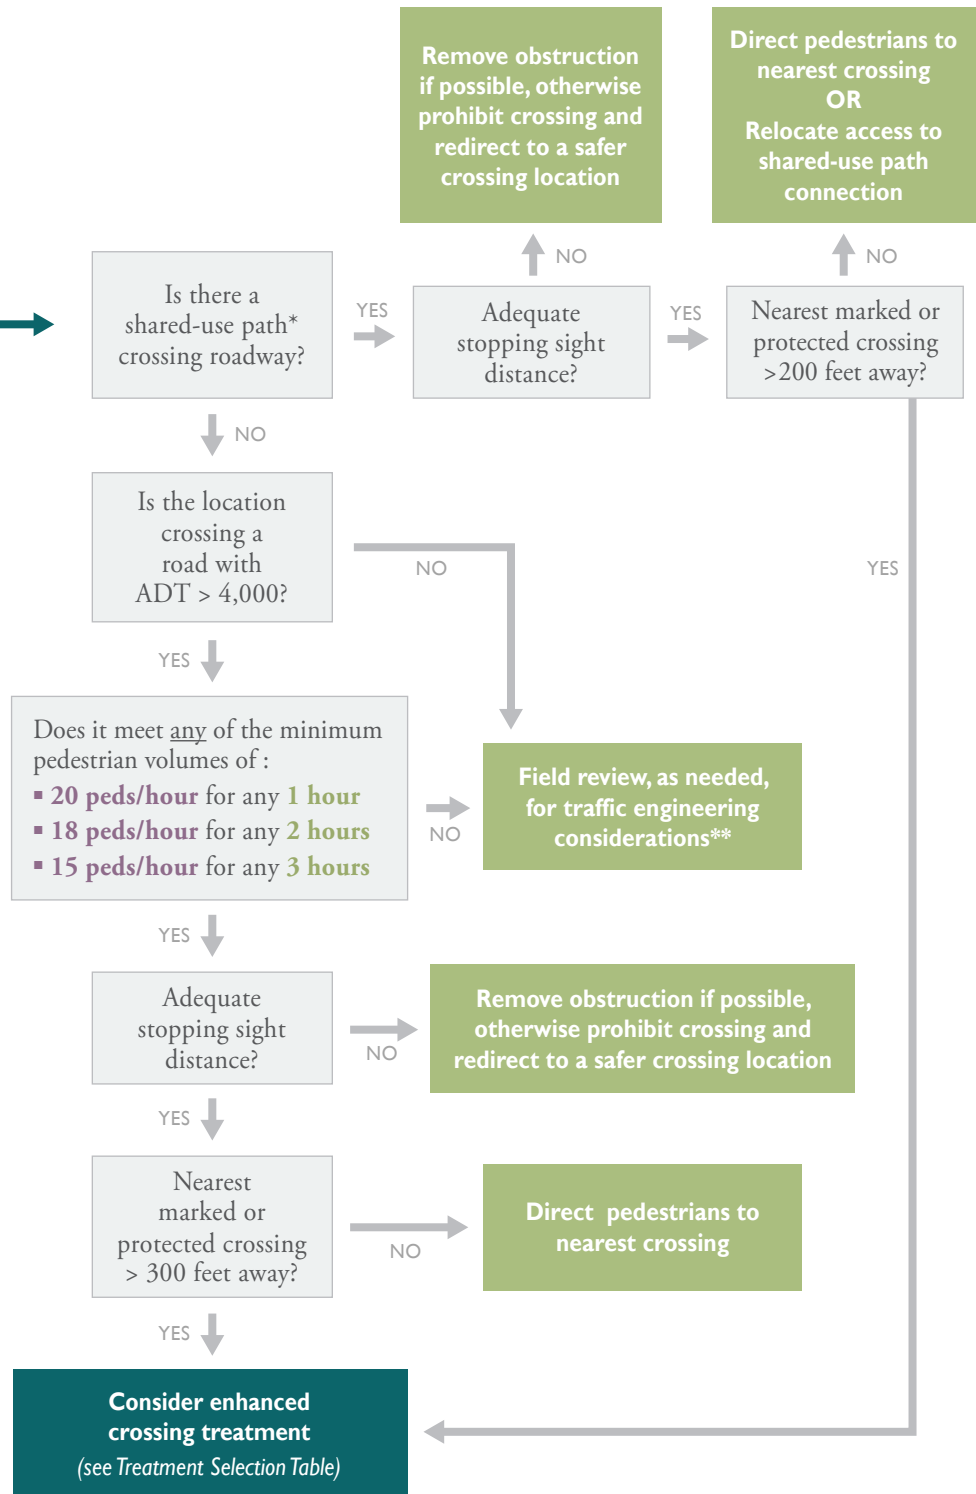 Remove obstruction
if possible, otherwise
prohibit crossing and
redirect to a safer
crossing location
Direct pedestrians to
nearest crossing
OR
Relocate access to
shared-use path
connection
NO
NO
Is there a
shared-use path*
crossing roadway?
YES
Adequate
stopping sight
distance?
YES
Nearest marked or
protected crossing
>200 feet away?
NO
Is the location
crossing a
road with
ADT > 4,000?
NO
YES
YES
Does it meet any of the minimum
pedestrian volumes of :
▪ 20 peds/hour for any 1 hour
▪ 18 peds/hour for any 2 hours
▪ 15 peds/hour for any 3 hours
NO
Field review, as needed,
for traffic engineering
considerations**
YES
Adequate
stopping sight
distance?
NO
Remove obstruction if possible,
otherwise prohibit crossing and
redirect to a safer crossing location
YES
Nearest
marked or
protected crossing
> 300 feet away?
NO
Direct pedestrians to
nearest crossing
YES
Consider enhanced
crossing treatment
(see Treatment Selection Table)